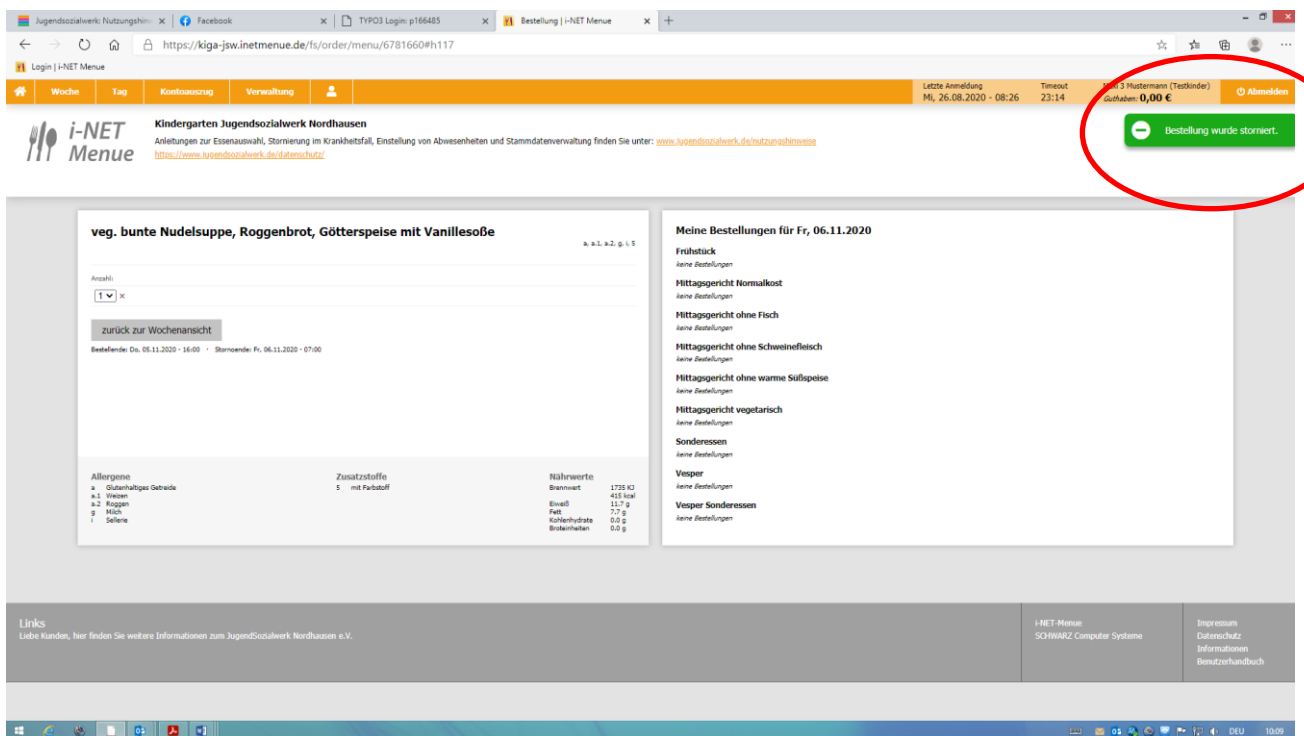 Jugendsozialwerk: Nutzungshin
Facebook
TYPO3 Login: p166485
Bestellung | i-NET Menue
https://kiga-jsw.inetmenue.de/fs/order/menu/6781660#h117
Login | i-NET Menue
Woche Tag Kontoauszug Verwaltung
Letzte Anmeldung
Mi, 26.08.2020 - 08:26
Timeout
23:14
3 Mustermann (Testkinder)
Guthaben: 0,00 €
Abmelden
i-NET
Menue
Kindergarten Jugendsozialwerk Nordhausen
Anleitungen zur Essenauswahl, Stornierung im Krankheitsfall, Einstellung von Abwesenheiten und Stammdatenverwaltung finden Sie unter: www.jugendsozialwerk.de/nutzungshinweise
https://www.jugendsozialwerk.de/datenschutz/
Bestellung wurde storniert.
veg. bunte Nudelsuppe, Roggenbrot, Götterspeise mit Vanillesoße
a, a.1, a.2, g, i, 5
Anzahl:
1 ×
zurück zur Wochenansicht
Bestellende: Do, 05.11.2020 - 16:00 · Stornoende: Fr, 06.11.2020 - 07:00
Allergene
a Glutenhaltiges Getreide
a.1 Weizen
a.2 Roggen
g Milch
i Sellerie
Zusatzstoffe
5 mit Farbstoff
Nährwerte
Brennwert 1735 KJ
415 kcal
Eiweiß 11.7 g
Fett 7.7 g
Kohlenhydrate 0.0 g
Broteinheiten 0.0 g
Meine Bestellungen für Fr, 06.11.2020
Frühstück
keine Bestellungen
Mittagsgericht Normalkost
keine Bestellungen
Mittagsgericht ohne Fisch
keine Bestellungen
Mittagsgericht ohne Schweinefleisch
keine Bestellungen
Mittagsgericht ohne warme Süßspeise
keine Bestellungen
Mittagsgericht vegetarisch
keine Bestellungen
Sonderessen
keine Bestellungen
Vesper
keine Bestellungen
Vesper Sonderessen
keine Bestellungen
Links
Liebe Kunden, hier finden Sie weitere Informationen zum JugendSozialwerk Nordhausen e.V.
i-NET-Menue
SCHWARZ Computer Systeme
Impressum
Datenschutz
Informationen
Benutzerhandbuch
DEU 10:09